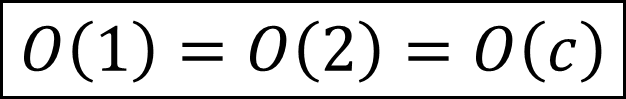 O(1) = O(2) = O(c)